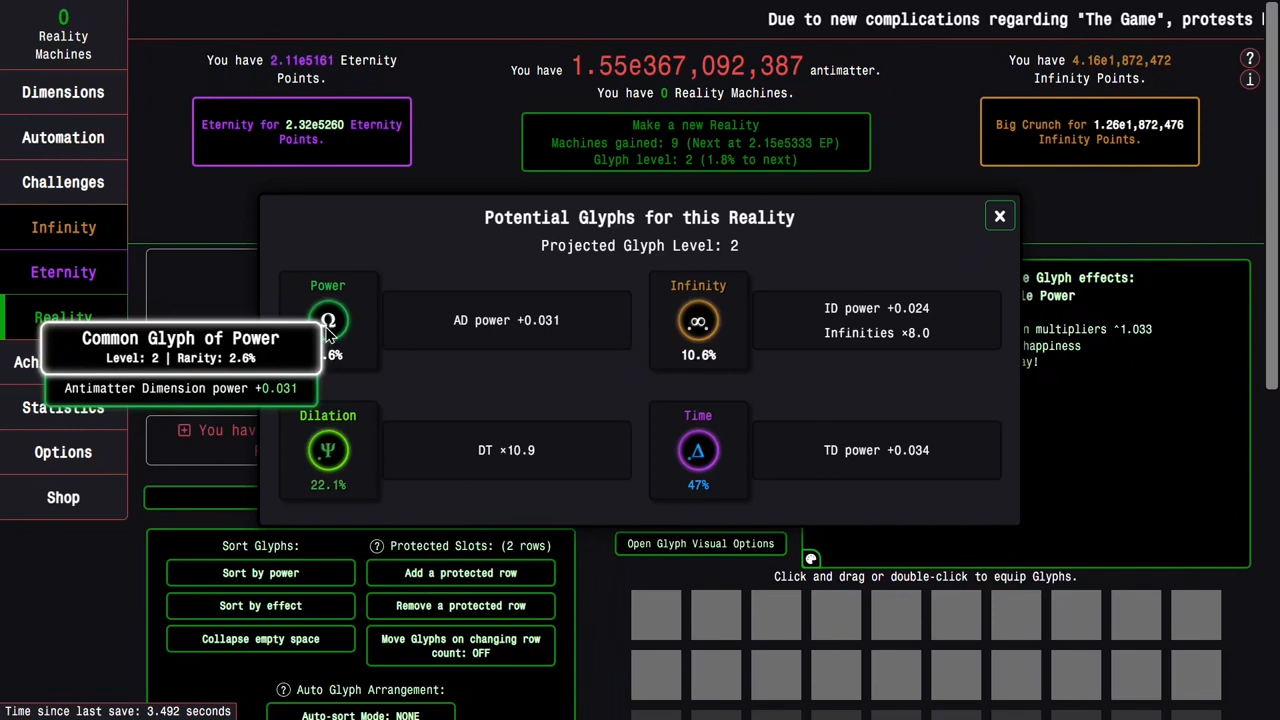 0
Reality
Machines
Dimensions
Automation
Challenges
Infinity
Eternity
Reality
Statistics
Options
Shop
Due to new complications regarding "The Game", protests
You have 2.11e5161 Eternity
Points.
Eternity for 2.32e5260 Eternity
Points.
You have 1.55e367,092,387 antimatter.
You have 0 Reality Machines.
Make a new Reality
Machines gained: 9 (Next at 2.15e5333 EP)
Glyph level: 2 (1.8% to next)
You have 4.16e1,872,472
Infinity Points.
Big Crunch for 1.26e1,872,476
Infinity Points.
?
i
Potential Glyphs for this Reality
Projected Glyph Level: 2
×
Power
Ω
.6%
AD power +0.031
Infinity
∞
10.6%
ID power +0.024
Infinities ×8.0
Dilation
Ψ
22.1%
DT ×10.9
Time
Δ
47%
TD power +0.034
Common Glyph of Power
Level: 2 | Rarity: 2.6%
Antimatter Dimension power +0.031
Glyph effects:
Power
multipliers ^1.033
happiness
You have
Sort Glyphs:
Sort by power
Sort by effect
Collapse empty space
? Protected Slots: (2 rows)
Add a protected row
Remove a protected row
Move Glyphs on changing row
count: OFF
? Auto Glyph Arrangement:
Auto-sort Mode: NONE
Open Glyph Visual Options
Click and drag or double-click to equip Glyphs.
Time since last save: 3.492 seconds